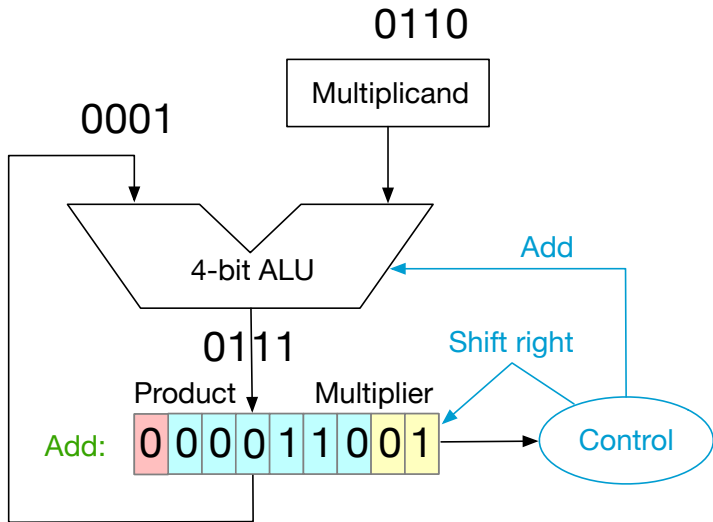 0110
Multiplicand
0001
4-bit ALU
Add
0111
Shift right
Product
Multiplier
Add:
0 0 0 0 1 1 0 0 1
Control